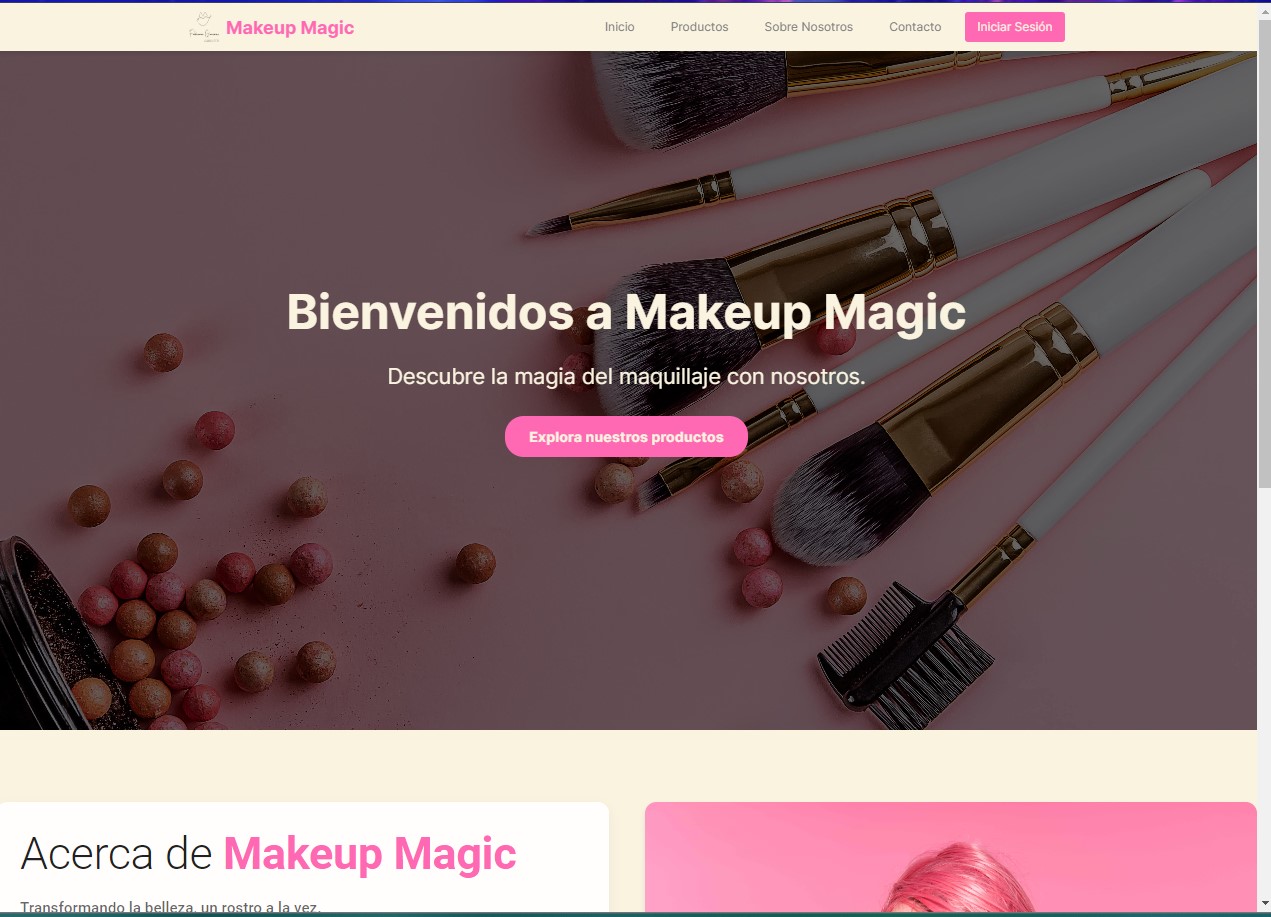 Makeup Magic
Inicio
Productos
Sobre Nosotros
Contacto
Iniciar Sesión
Bienvenidos a Makeup Magic
Descubre la magia del maquillaje con nosotros.
Explora nuestros productos
Acerca de Makeup Magic
Transformando la belleza, un rostro a la vez.